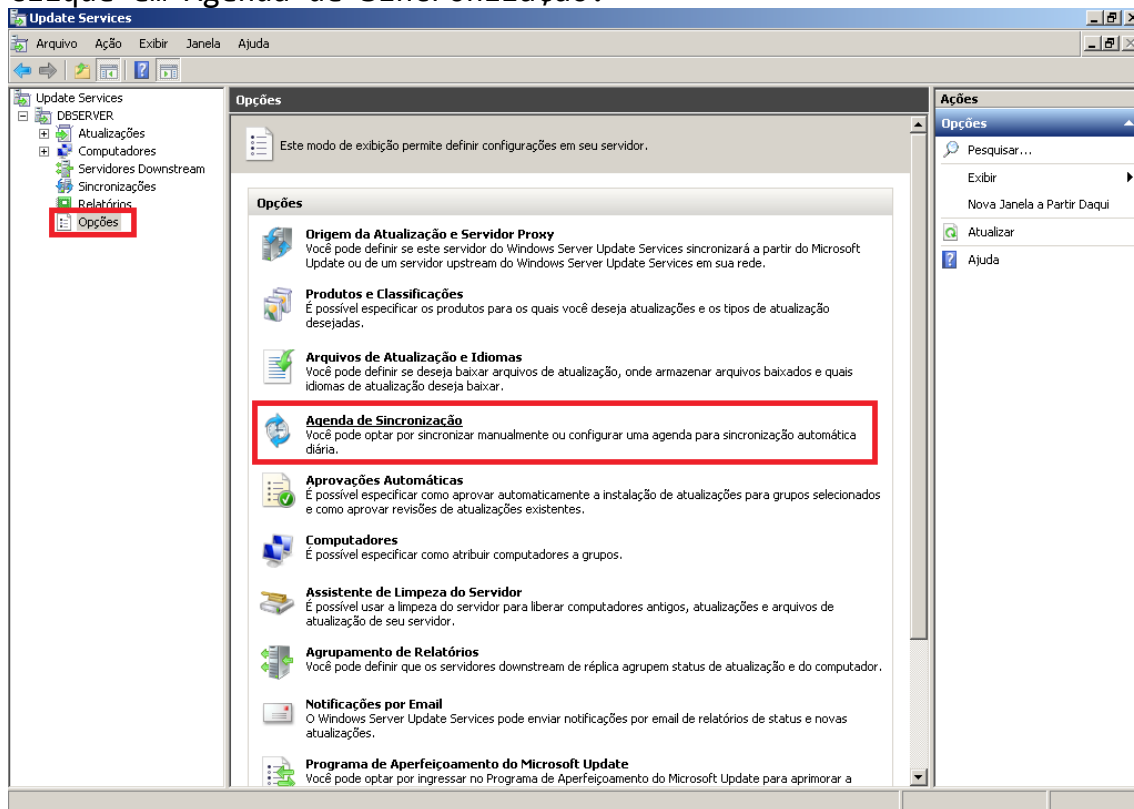 Clique em Agenda de Sincronização.
Update Services
Arquivo Ação Exibir Janela Ajuda
Update Services
DBSERVER
Atualizações
Computadores
Servidores Downstream
Sincronizações
Relatórios
Opções
Opções
Este modo de exibição permite definir configurações em seu servidor.
Opções
Origem da Atualização e Servidor Proxy
Você pode definir se este servidor do Windows Server Update Services sincronizará a partir do Microsoft
Update ou de um servidor upstream do Windows Server Update Services em sua rede.
Produtos e Classificações
É possível especificar os produtos para os quais você deseja atualizações e os tipos de atualização
desejadas.
Arquivos de Atualização e Idiomas
Você pode definir se deseja baixar arquivos de atualização, onde armazenar arquivos baixados e quais
idiomas de atualização deseja baixar.
Agenda de Sincronização
Você pode optar por sincronizar manualmente ou configurar uma agenda para sincronização automática
diária.
Aprovações Automáticas
É possível especificar como aprovar automaticamente a instalação de atualizações para grupos selecionados
e como aprovar revisões de atualizações existentes.
Computadores
É possível especificar como atribuir computadores a grupos.
Assistente de Limpeza do Servidor
É possível usar a limpeza do servidor para liberar computadores antigos, atualizações e arquivos de
atualização de seu servidor.
Agrupamento de Relatórios
Você pode definir que os servidores downstream de réplica agrupem status de atualização e do computador.
Notificações por Email
O Windows Server Update Services pode enviar notificações por email de relatórios de status e novas
atualizações.
Programa de Aperfeiçoamento do Microsoft Update
Você pode optar por ingressar no Programa de Aperfeiçoamento do Microsoft Update para aprimorar a
Ações
Opções
Pesquisar...
Exibir
Nova Janela a Partir Daqui
Atualizar
Ajuda